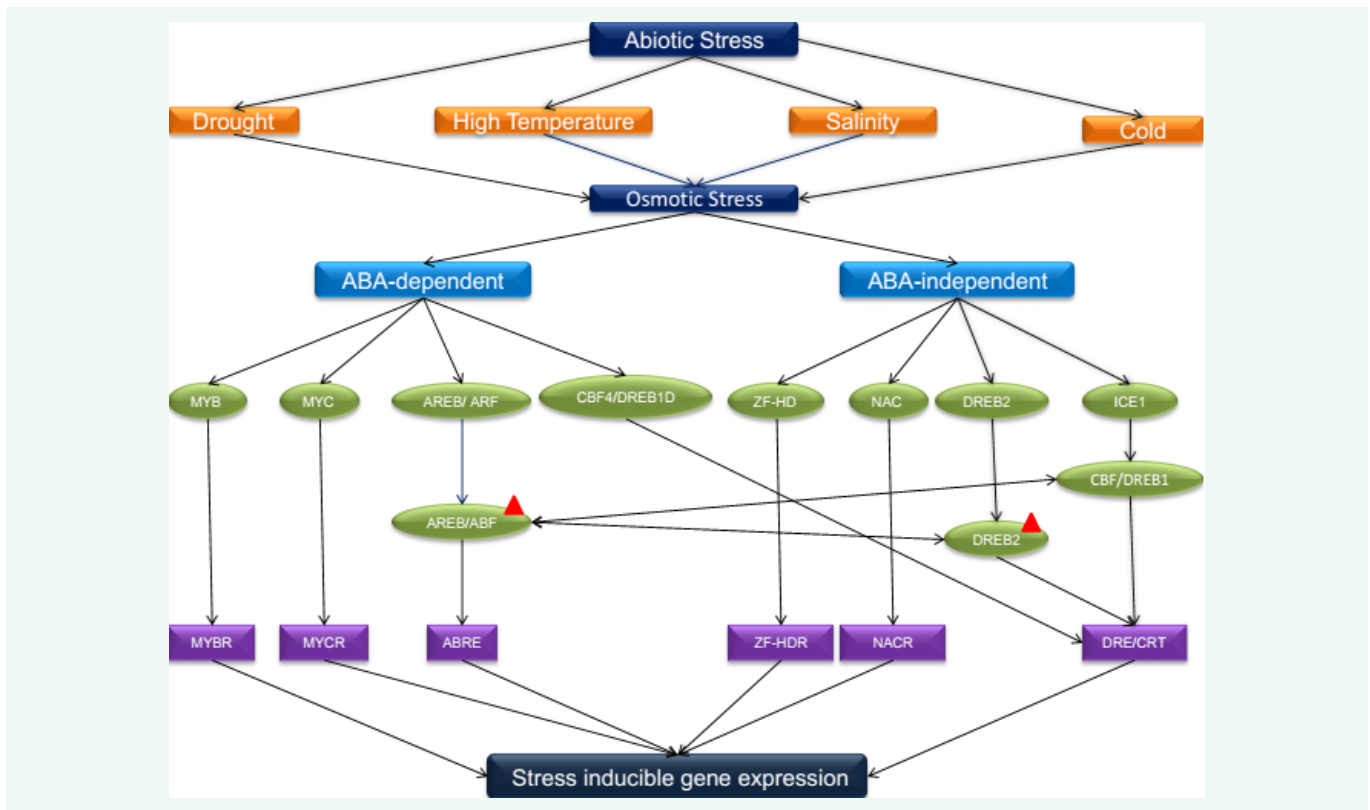 Abiotic Stress
Drought
High Temperature
Salinity
Cold
Osmotic Stress
ABA-dependent
ABA-independent
MYB
MYC
AREB/ ARF
CBF4/DREB1D
ZF-HD
NAC
DREB2
ICE1
CBF/DREB1
AREB/ABF
DREB2
MYBR
MYCR
ABRE
ZF-HDR
NACR
DRE/CRT
Stress inducible gene expression